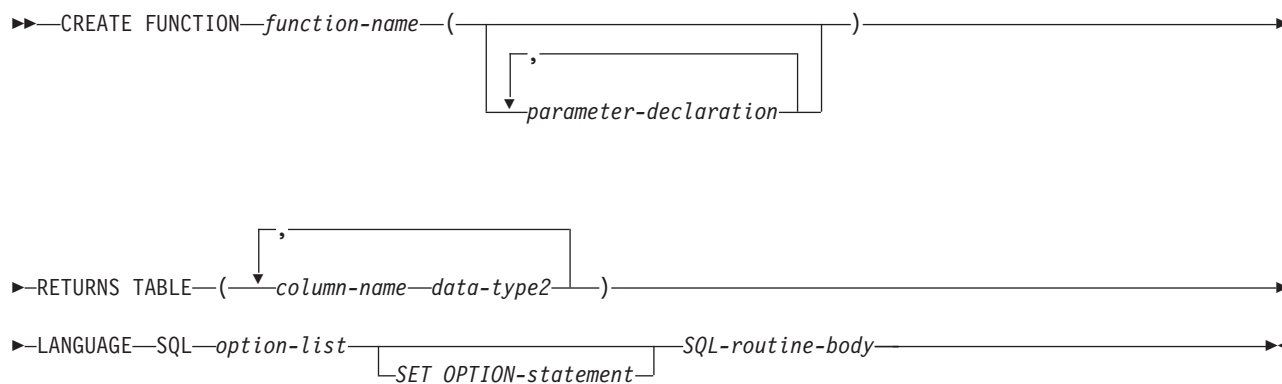 CREATE FUNCTION function-name ( )
,
parameter-declaration
,
RETURNS TABLE ( column-name data-type2 )
LANGUAGE SQL option-list SQL-routine-body
SET OPTION-statement